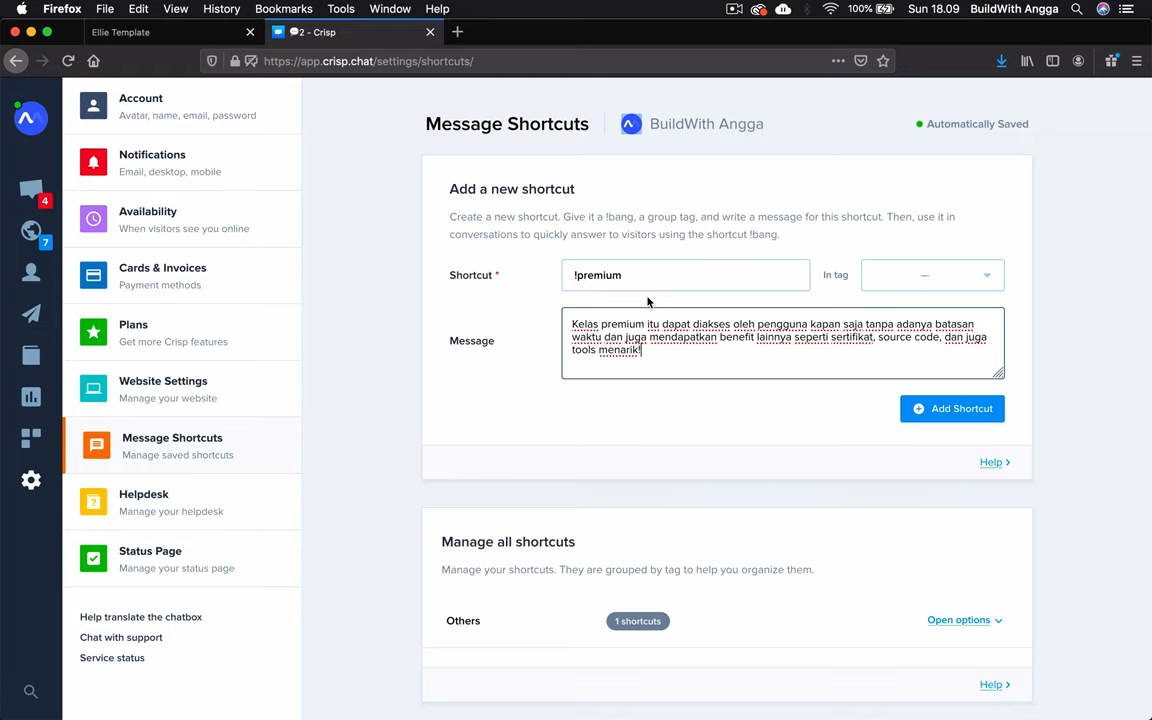 Firefox File Edit View History Bookmarks Tools Window Help 100% Sun 18.09 BuildWith Angga
Ellie Template
2 - Crisp
https://app.crisp.chat/settings/shortcuts/
4
7
Account
Avatar, name, email, password
Notifications
Email, desktop, mobile
Availability
When visitors see you online
Cards & Invoices
Payment methods
Plans
Get more Crisp features
Website Settings
Manage your website
Message Shortcuts
Manage saved shortcuts
Helpdesk
Manage your helpdesk
Status Page
Manage your status page
Help translate the chatbox
Chat with support
Service status
Message Shortcuts BuildWith Angga Automatically Saved
Add a new shortcut
Create a new shortcut. Give it a !bang, a group tag, and write a message for this shortcut. Then, use it in
conversations to quickly answer to visitors using the shortcut !bang.
Shortcut * !premium In tag —
Message
Kelas premium itu dapat diakses oleh pengguna kapan saja tanpa adanya batasan
waktu dan juga mendapatkan benefit lainnya seperti sertifikat, source code, dan juga
tools menarik!
Add Shortcut
Help
Manage all shortcuts
Manage your shortcuts. They are grouped by tag to help you organize them.
Others 1 shortcuts Open options
Help